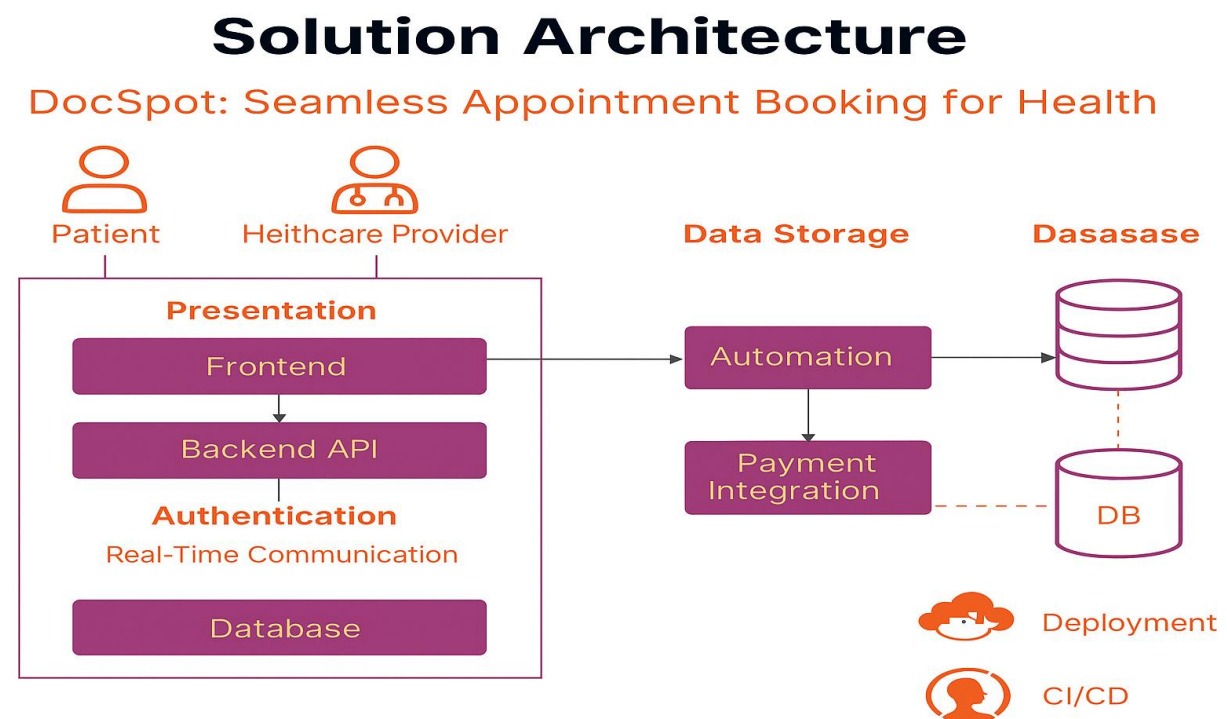 Solution Architecture
DocSpot: Seamless Appointment Booking for Health
Patient
Heithcare Provider
Data Storage
Dasasase
Presentation
Frontend
Backend API
Authentication
Real-Time Communication
Database
Automation
Payment
Integration
DB
Deployment
CI/CD